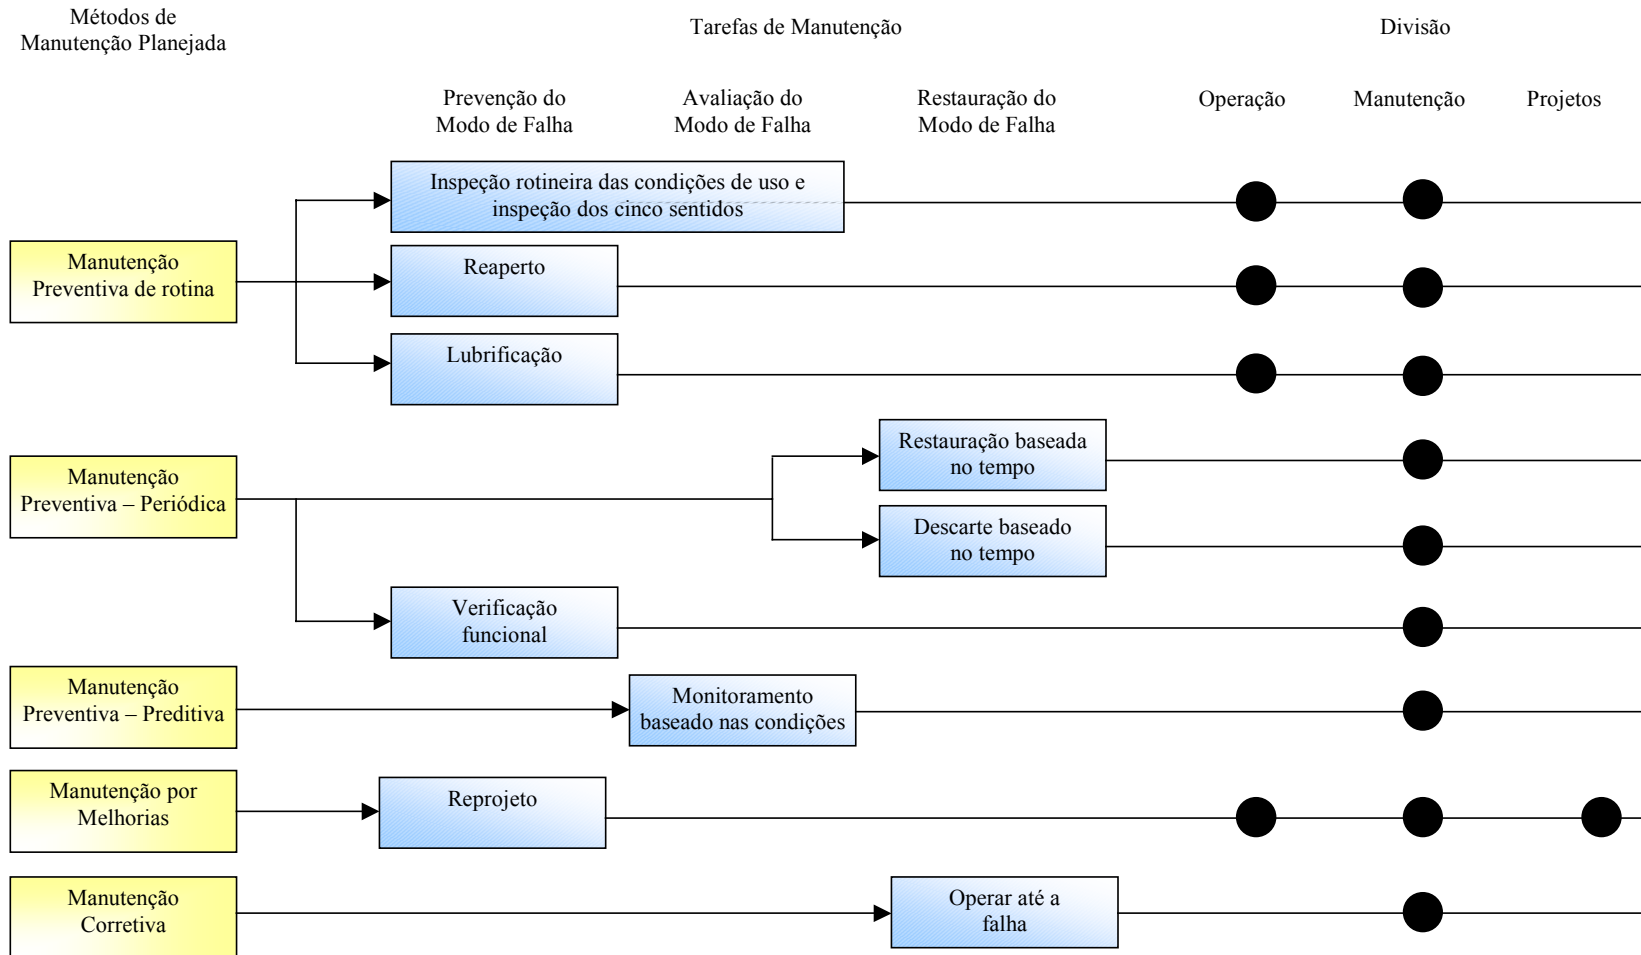 Métodos de
Manutenção Planejada
Tarefas de Manutenção
Divisão
Prevenção do
Modo de Falha
Avaliação do
Modo de Falha
Restauração do
Modo de Falha
Operação
Manutenção
Projetos
Inspeção rotineira das condições de uso e
inspeção dos cinco sentidos
Manutenção
Preventiva de rotina
Reaperto
Lubrificação
Restauração baseada
no tempo
Manutenção
Preventiva – Periódica
Descarte baseado
no tempo
Verificação
funcional
Manutenção
Preventiva – Preditiva
Monitoramento
baseado nas condições
Manutenção por
Melhorias
Reprojeto
Manutenção
Corretiva
Operar até a
falha